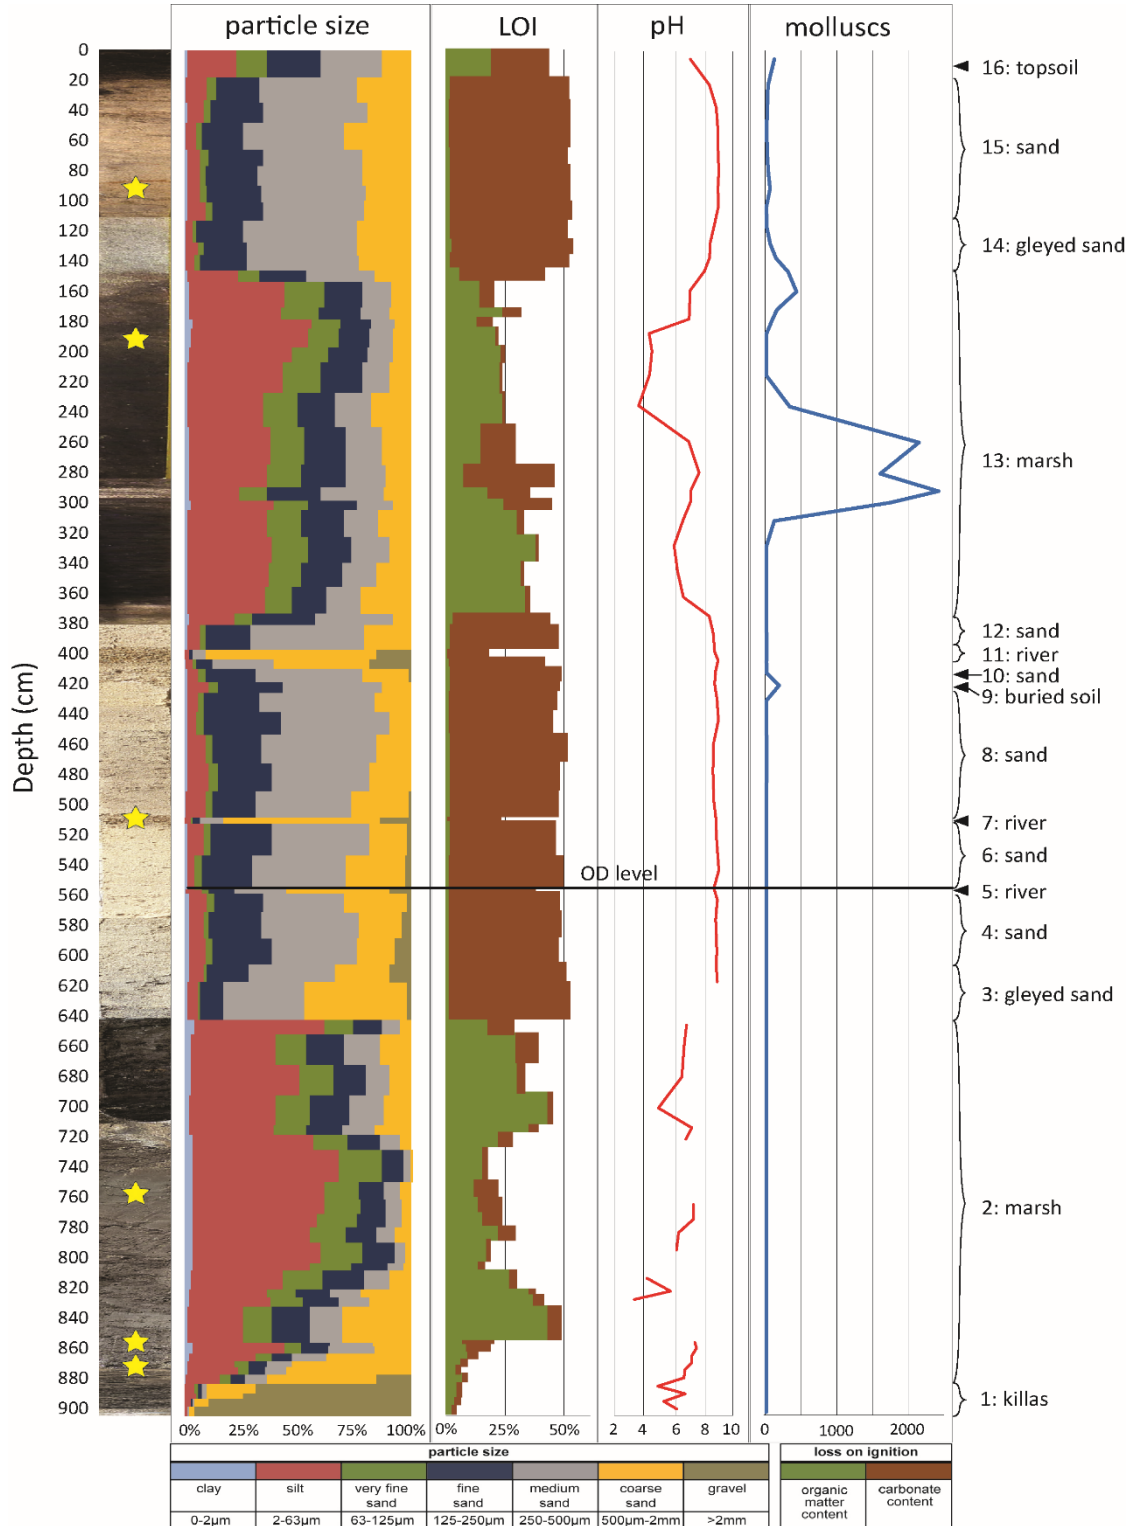 particle size LOI pH molluscs
0
20
40
60
80
100
120
140
160
180
200
220
240
260
280
300
320
340
360
380
400
420
440
460
480
500
520
540
560
580
600
620
640
660
680
700
720
740
760
780
800
820
840
860
880
900
Depth (cm)
OD level
16: topsoil
15: sand
14: gleyed sand
13: marsh
12: sand
11: river
10: sand
9: buried soil
8: sand
7: river
6: sand
5: river
4: sand
3: gleyed sand
2: marsh
1: killas
0% 25% 50% 75% 100% 0% 25% 50% 2 4 6 8 10 0 1000 2000
particle size loss on ignition
clay silt very fine sand fine sand medium sand coarse sand gravel organic matter content carbonate content
0-2µm 2-63µm 63-125µm 125-250µm 250-500µm 500µm-2mm >2mm